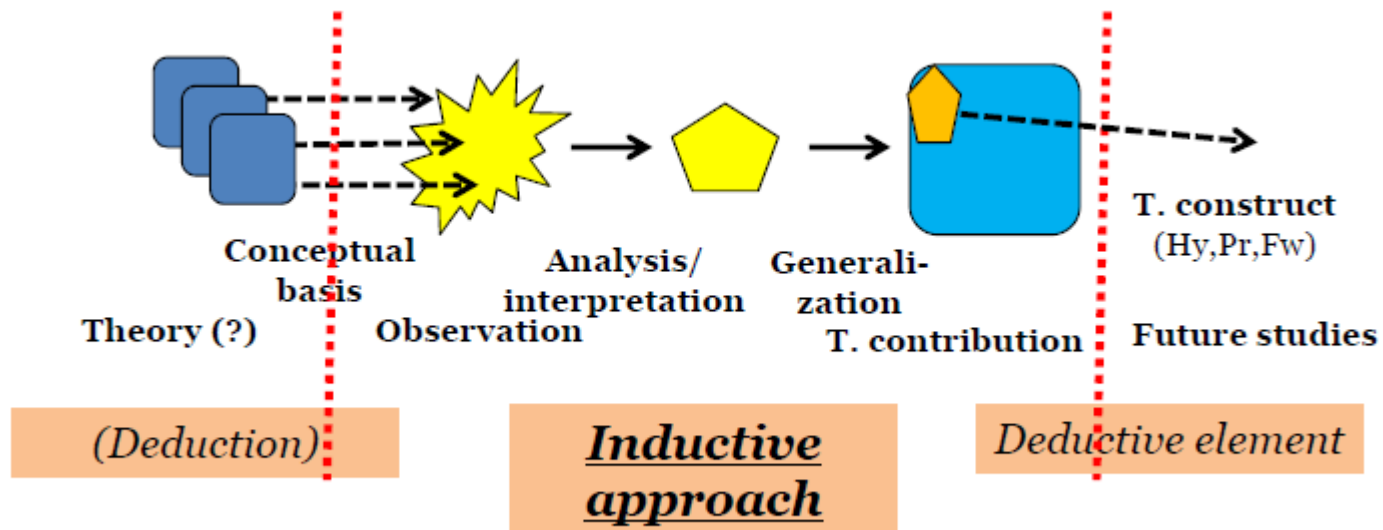 Conceptual
basis
Theory (?)
Observation
Analysis/
interpretation
Generali-
zation
T. contribution
T. construct
(Hy,Pr,Fw)
Future studies
(Deduction)
Inductive
approach
Deductive element